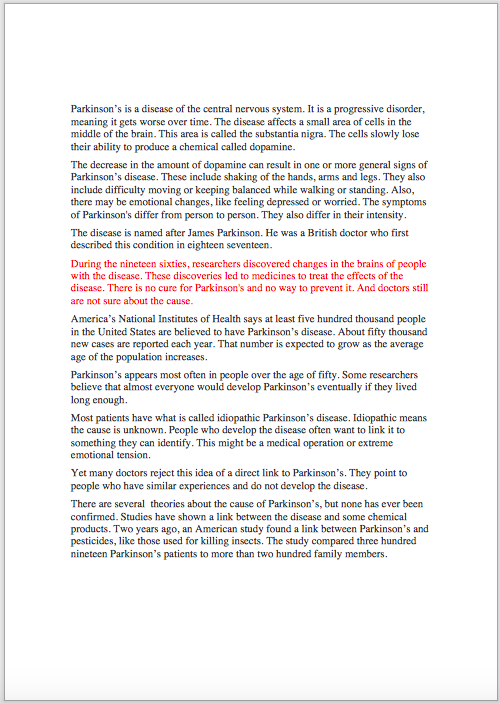 Parkinson’s is a disease of the central nervous system. It is a progressive disorder,
meaning it gets worse over time. The disease affects a small area of cells in the
middle of the brain. This area is called the substantia nigra. The cells slowly lose
their ability to produce a chemical called dopamine.
The decrease in the amount of dopamine can result in one or more general signs of
Parkinson’s disease. These include shaking of the hands, arms and legs. They also
include difficulty moving or keeping balanced while walking or standing. Also,
there may be emotional changes, like feeling depressed or worried. The symptoms
of Parkinson's differ from person to person. They also differ in their intensity.
The disease is named after James Parkinson. He was a British doctor who first
described this condition in eighteen seventeen.
During the nineteen sixties, researchers discovered changes in the brains of people
with the disease. These discoveries led to medicines to treat the effects of the
disease. There is no cure for Parkinson's and no way to prevent it. And doctors still
are not sure about the cause.
America’s National Institutes of Health says at least five hundred thousand people
in the United States are believed to have Parkinson’s disease. About fifty thousand
new cases are reported each year. That number is expected to grow as the average
age of the population increases.
Parkinson’s appears most often in people over the age of fifty. Some researchers
believe that almost everyone would develop Parkinson’s eventually if they lived
long enough.
Most patients have what is called idiopathic Parkinson’s disease. Idiopathic means
the cause is unknown. People who develop the disease often want to link it to
something they can identify. This might be a medical operation or extreme
emotional tension.
Yet many doctors reject this idea of a direct link to Parkinson’s. They point to
people who have similar experiences and do not develop the disease.
There are several  theories about the cause of Parkinson’s, but none has ever been
confirmed. Studies have shown a link between the disease and some chemical
products. Two years ago, an American study found a link between Parkinson’s and
pesticides, like those used for killing insects. The study compared three hundred
nineteen Parkinson’s patients to more than two hundred family members.